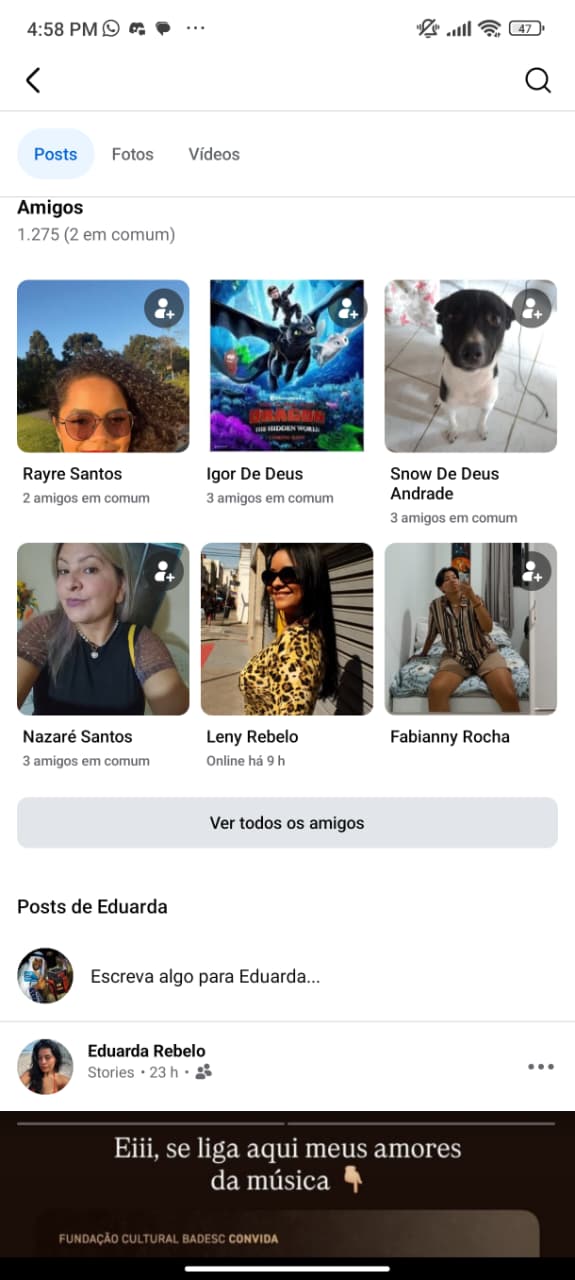 4:58 PM
47
Posts Fotos Vídeos
Amigos
1.275 (2 em comum)
DRAGON
THE HIDDEN WORLD
COMING SOON
Rayre Santos
2 amigos em comum
Igor De Deus
3 amigos em comum
Snow De Deus
Andrade
3 amigos em comum
Nazaré Santos
3 amigos em comum
Leny Rebelo
Online há 9 h
Fabianny Rocha
Ver todos os amigos
Posts de Eduarda
Escreva algo para Eduarda...
Eduarda Rebelo
Stories • 23 h •
Eiii, se liga aqui meus amores
da música 👇🏼
FUNDAÇÃO CULTURAL BADESC CONVIDA